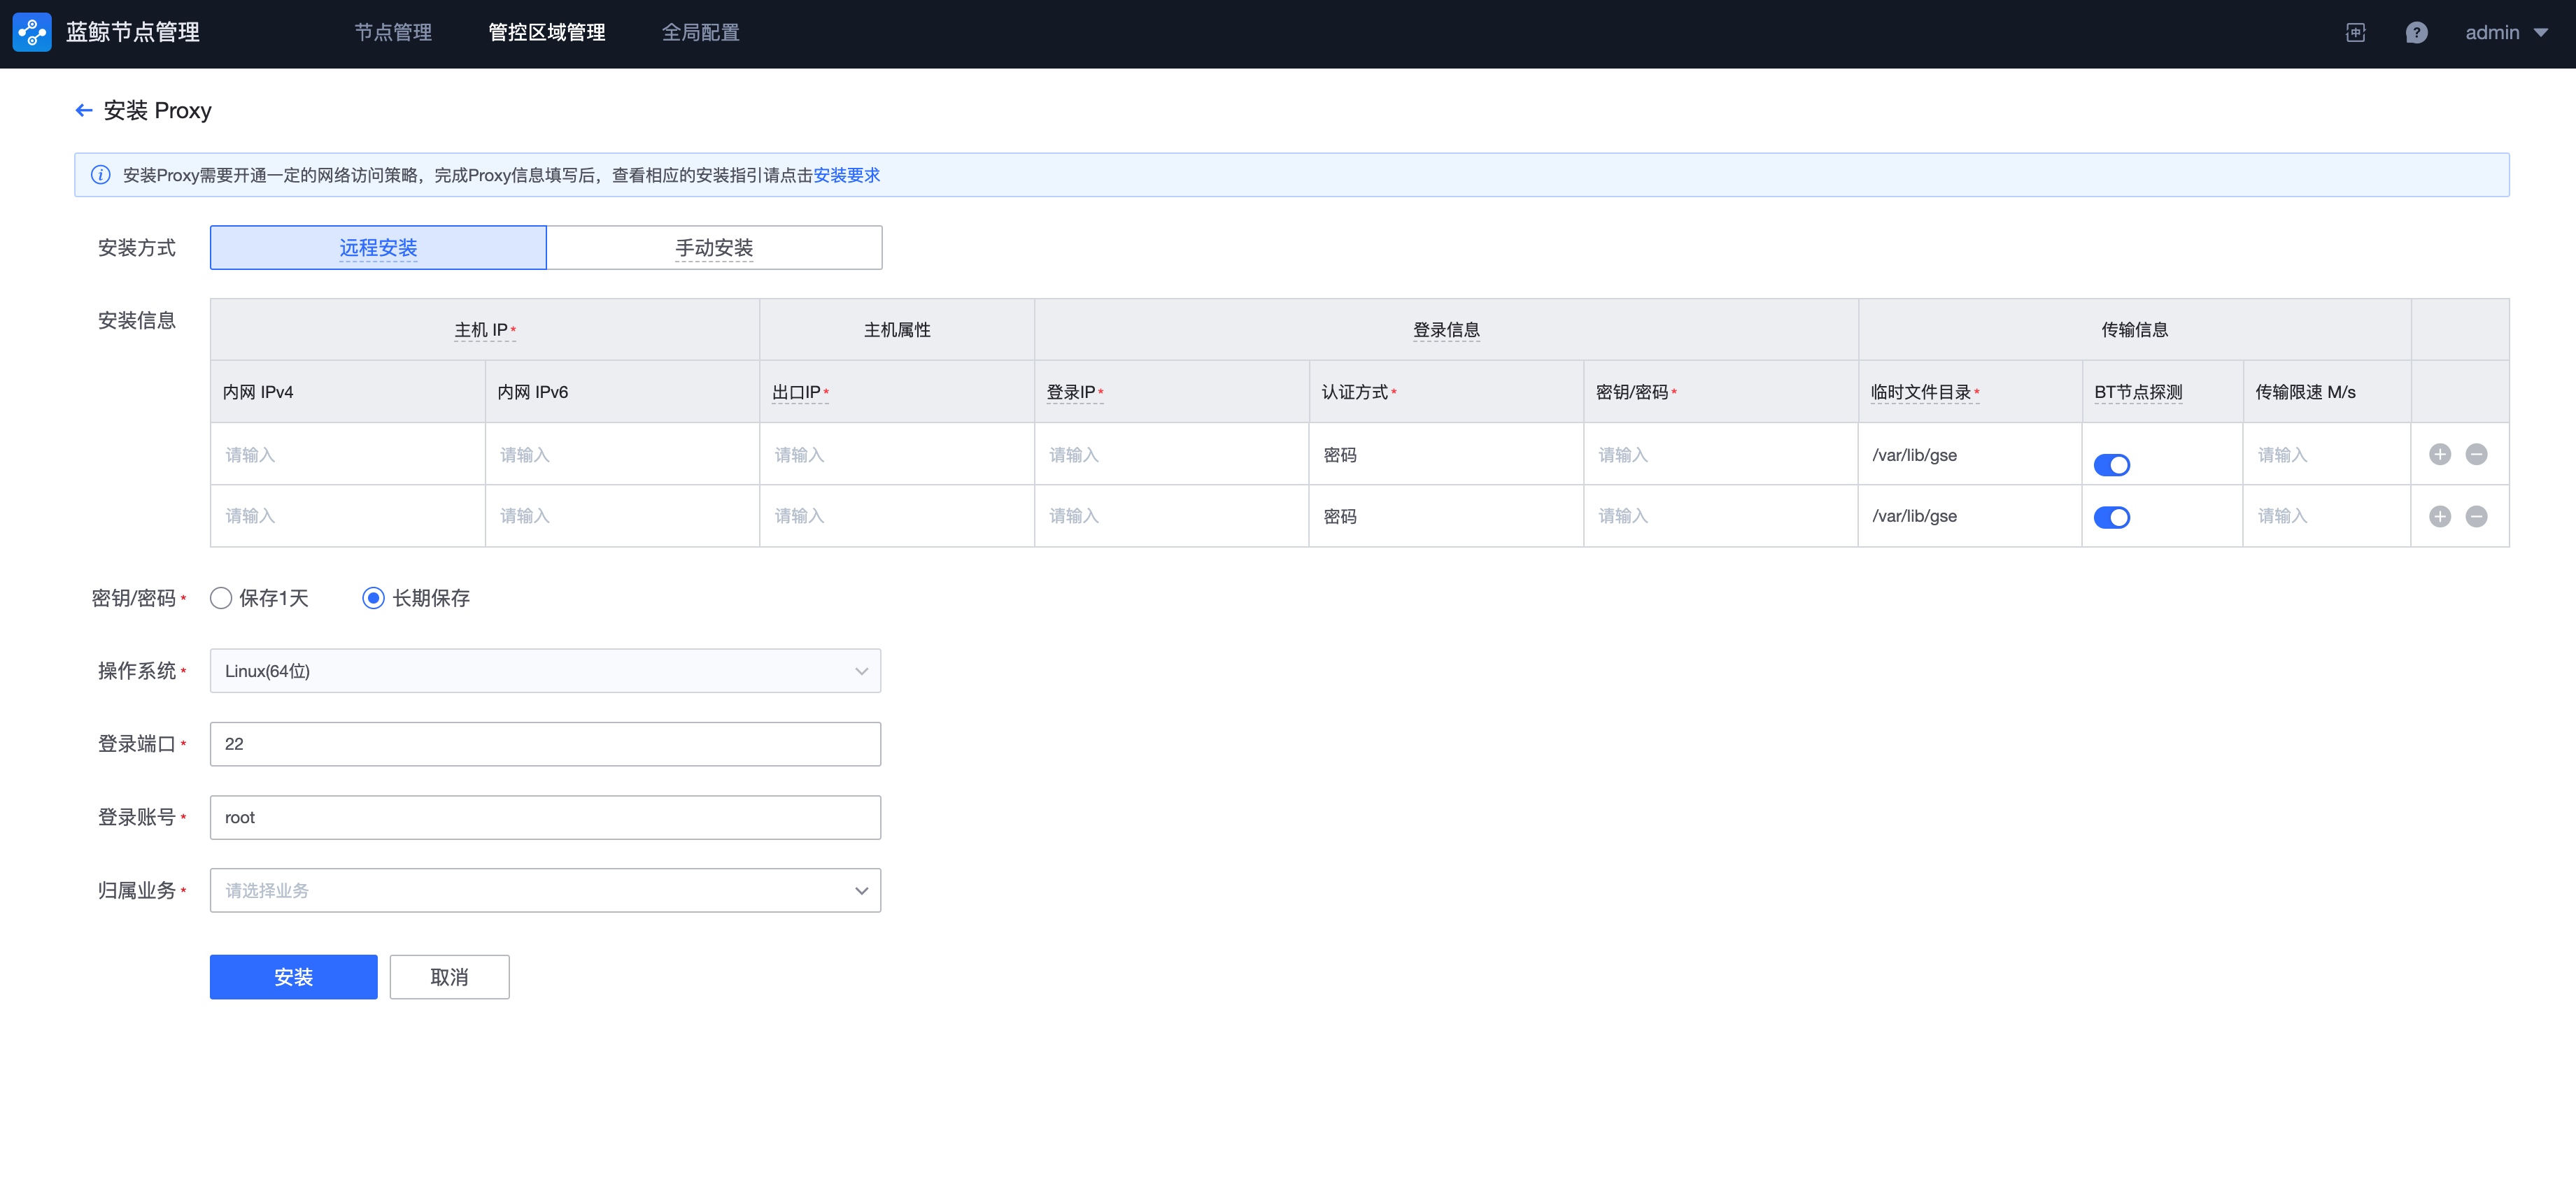 蓝鲸节点管理 节点管理 管控区域管理 全局配置 中 ? admin
安装 Proxy
安装Proxy需要开通一定的网络访问策略，完成Proxy信息填写后，查看相应的安装指引请点击安装要求
安装方式 远程安装 手动安装
安装信息 主机 IP* 主机属性 登录信息 传输信息
内网 IPv4 内网 IPv6 出口IP* 登录IP* 认证方式* 密钥/密码* 临时文件目录* BT节点探测 传输限速 M/s
请输入 请输入 请输入 请输入 密码 请输入 /var/lib/gse 请输入
请输入 请输入 请输入 请输入 密码 请输入 /var/lib/gse 请输入
密钥/密码* 保存1天 长期保存
操作系统* Linux(64位)
登录端口* 22
登录账号* root
归属业务* 请选择业务
安装 取消